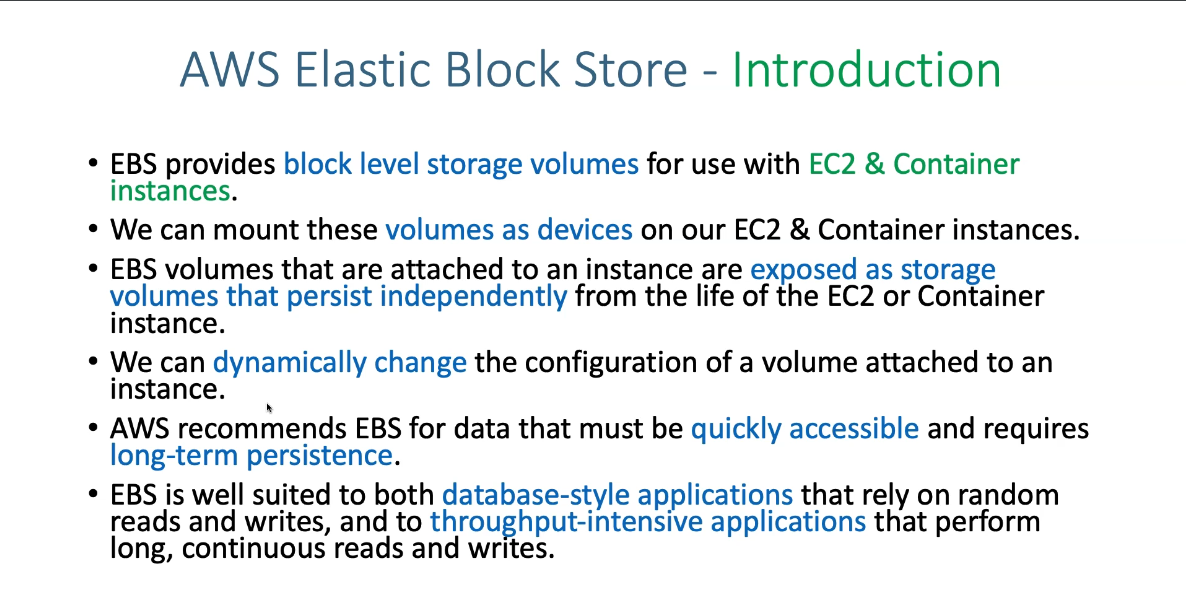 AWS Elastic Block Store - Introduction
• EBS provides block level storage volumes for use with EC2 & Container
instances.
• We can mount these volumes as devices on our EC2 & Container instances.
• EBS volumes that are attached to an instance are exposed as storage
volumes that persist independently from the life of the EC2 or Container
instance.
• We can dynamically change the configuration of a volume attached to an
instance.
• AWS recommends EBS for data that must be quickly accessible and requires
long-term persistence.
• EBS is well suited to both database-style applications that rely on random
reads and writes, and to throughput-intensive applications that perform
long, continuous reads and writes.